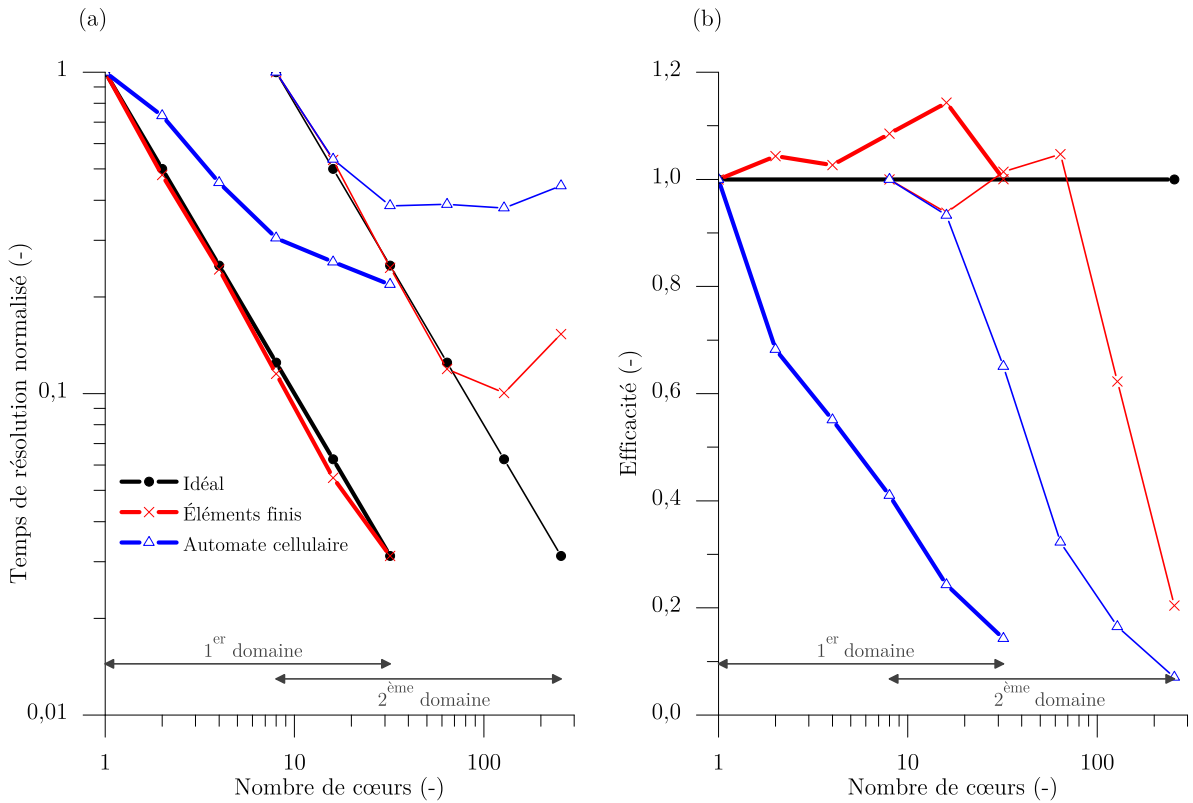 (a)
Temps de résolution normalisé (-)
1
0,1
0,01
Idéal
Éléments finis
Automate cellulaire
1er domaine
2ème domaine
1
10
100
Nombre de cœurs (-)
(b)
Efficacité (-)
1,2
1,0
0,8
0,6
0,4
0,2
0,0
1er domaine
2ème domaine
1
10
100
Nombre de cœurs (-)